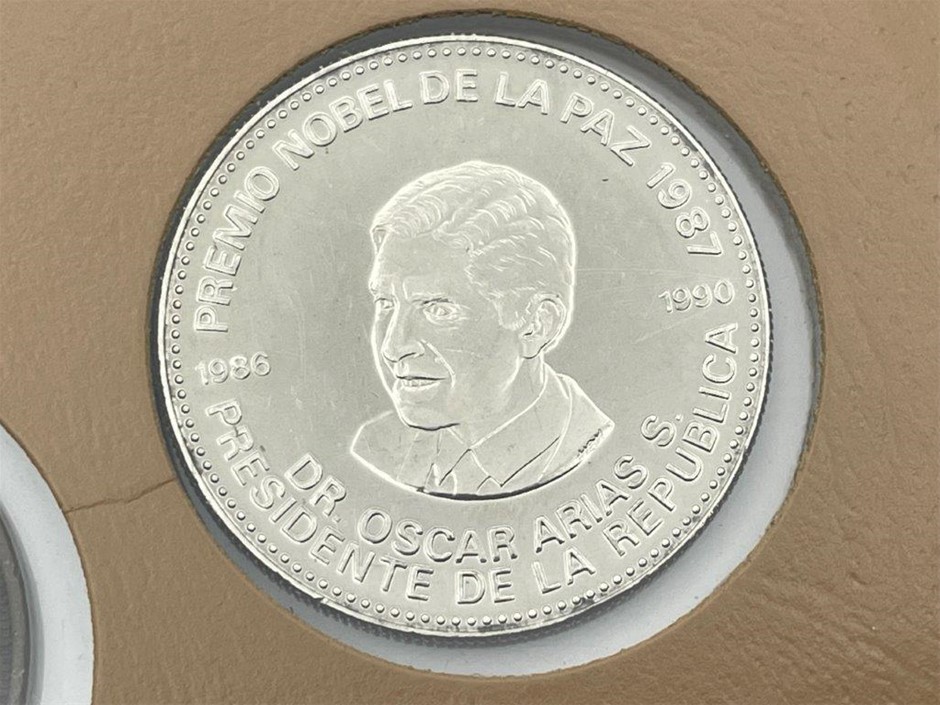 PREMIO NOBEL DE LA PAZ 1987
1986
1990
DR. OSCAR ARIAS S.
PRESIDENTE DE LA REPUBLICA